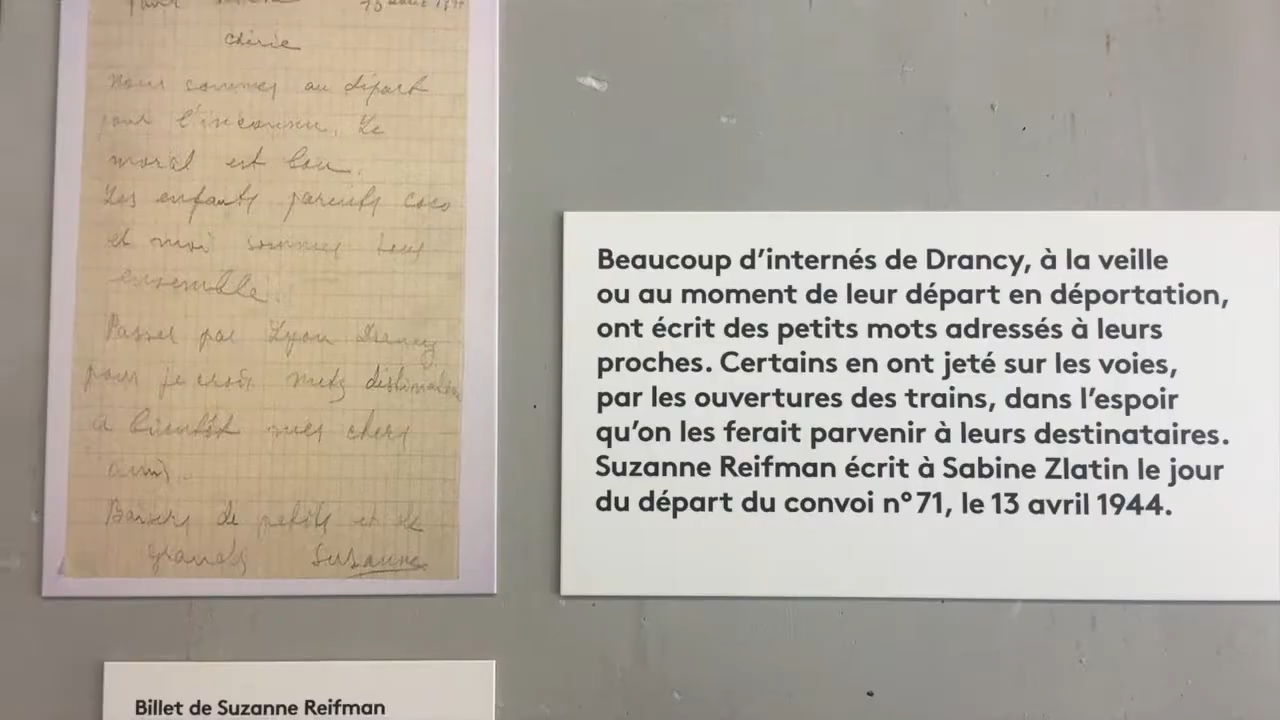 13 avril 1944
chérie
Nous sommes au départ
pour l'inconnu. Le
moral est bon.
Les enfants parents coco
et moi sommes tous
ensemble.
Passez par Lyon Drancy
pour je crois metz
a bientôt mes chers
amis..
Baisers de petits et de
grands Suzanne
Beaucoup d'internés de Drancy, à la veille
ou au moment de leur départ en déportation,
ont écrit des petits mots adressés à leurs
proches. Certains en ont jeté sur les voies,
par les ouvertures des trains, dans l'espoir
qu'on les ferait parvenir à leurs destinataires.
Suzanne Reifman écrit à Sabine Zlatin le jour
du départ du convoi n° 71, le 13 avril 1944.
Billet de Suzanne Reifman